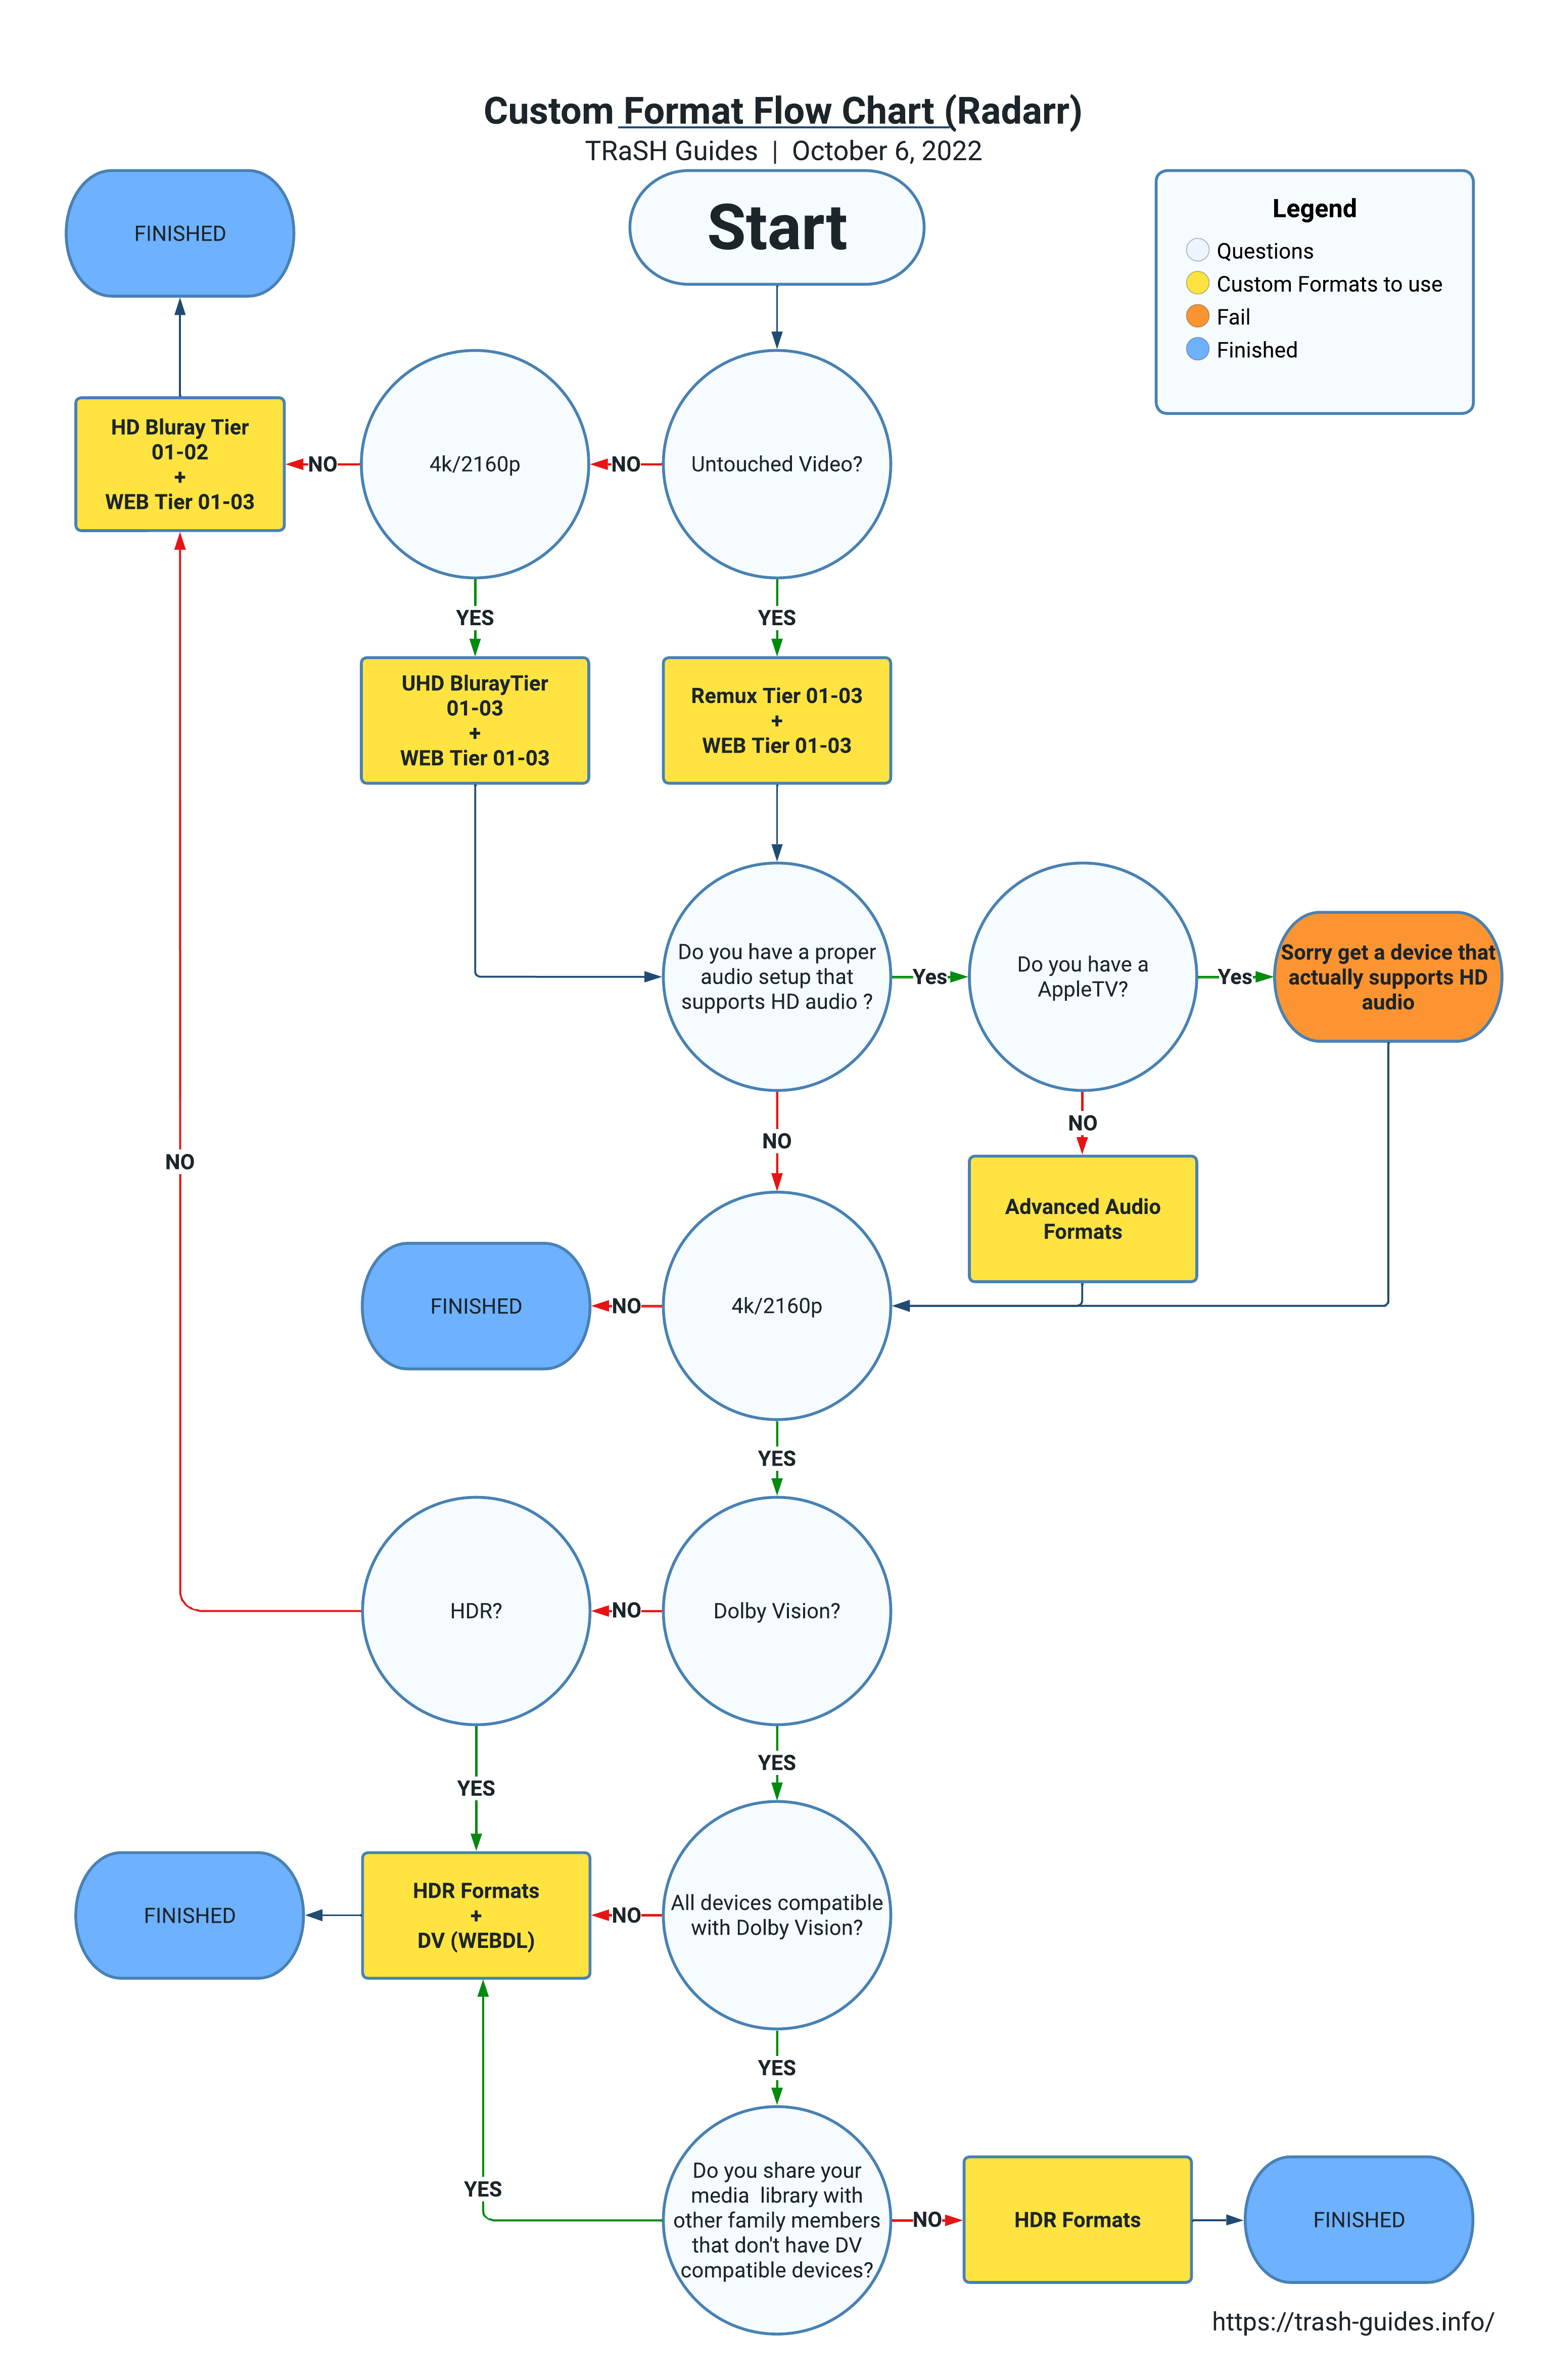 Custom Format Flow Chart (Radarr)
TRaSH Guides | October 6, 2022
FINISHED
Start
Legend
Questions
Custom Formats to use
Fail
Finished
HD Bluray Tier
01-02
+
WEB Tier 01-03
NO
4k/2160p
NO
Untouched Video?
YES
YES
UHD BlurayTier
01-03
+
WEB Tier 01-03
Remux Tier 01-03
+
WEB Tier 01-03
Do you have a proper
audio setup that
supports HD audio ?
Yes
Do you have a
AppleTV?
Yes
Sorry get a device that
actually supports HD
audio
NO
NO
NO
Advanced Audio
Formats
FINISHED
NO
4k/2160p
YES
HDR?
NO
Dolby Vision?
YES
YES
FINISHED
HDR Formats
+
DV (WEBDL)
NO
All devices compatible
with Dolby Vision?
YES
YES
Do you share your
media library with
other family members
that don't have DV
compatible devices?
NO
HDR Formats
FINISHED
https://trash-guides.info/